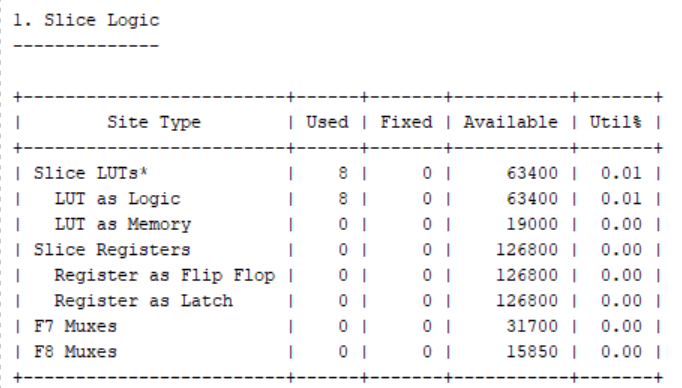 1. Slice Logic
--------------
+-------------------------+------+-------+-----------+-------+
|        Site Type        | Used | Fixed | Available | Util% |
+-------------------------+------+-------+-----------+-------+
| Slice LUTs*             |    8 |     0 |     63400 |  0.01 |
|   LUT as Logic          |    8 |     0 |     63400 |  0.01 |
|   LUT as Memory         |    0 |     0 |     19000 |  0.00 |
| Slice Registers         |    0 |     0 |    126800 |  0.00 |
|   Register as Flip Flop |    0 |     0 |    126800 |  0.00 |
|   Register as Latch     |    0 |     0 |    126800 |  0.00 |
| F7 Muxes                |    0 |     0 |     31700 |  0.00 |
| F8 Muxes                |    0 |     0 |     15850 |  0.00 |
+-------------------------+------+-------+-----------+-------+